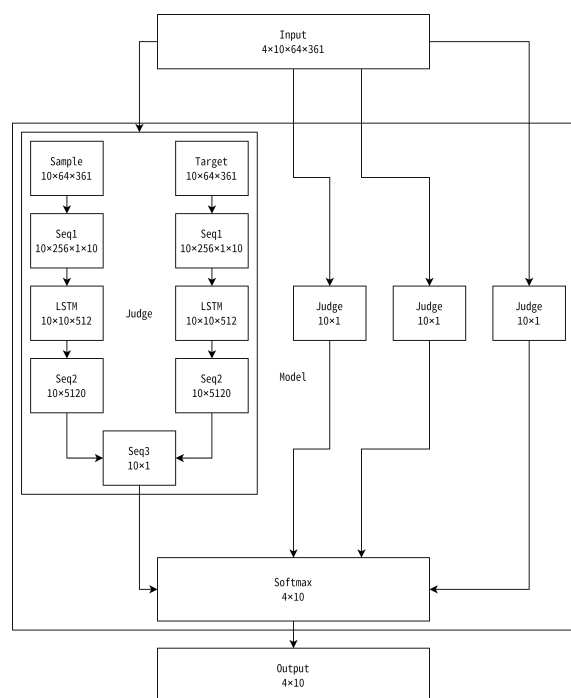 Input
4×10×64×361
Sample
10×64×361
Target
10×64×361
Seq1
10×256×1×10
Seq1
10×256×1×10
LSTM
10×10×512
Judge
LSTM
10×10×512
Judge
10×1
Judge
10×1
Judge
10×1
Seq2
10×5120
Seq2
10×5120
Model
Seq3
10×1
Softmax
4×10
Output
4×10